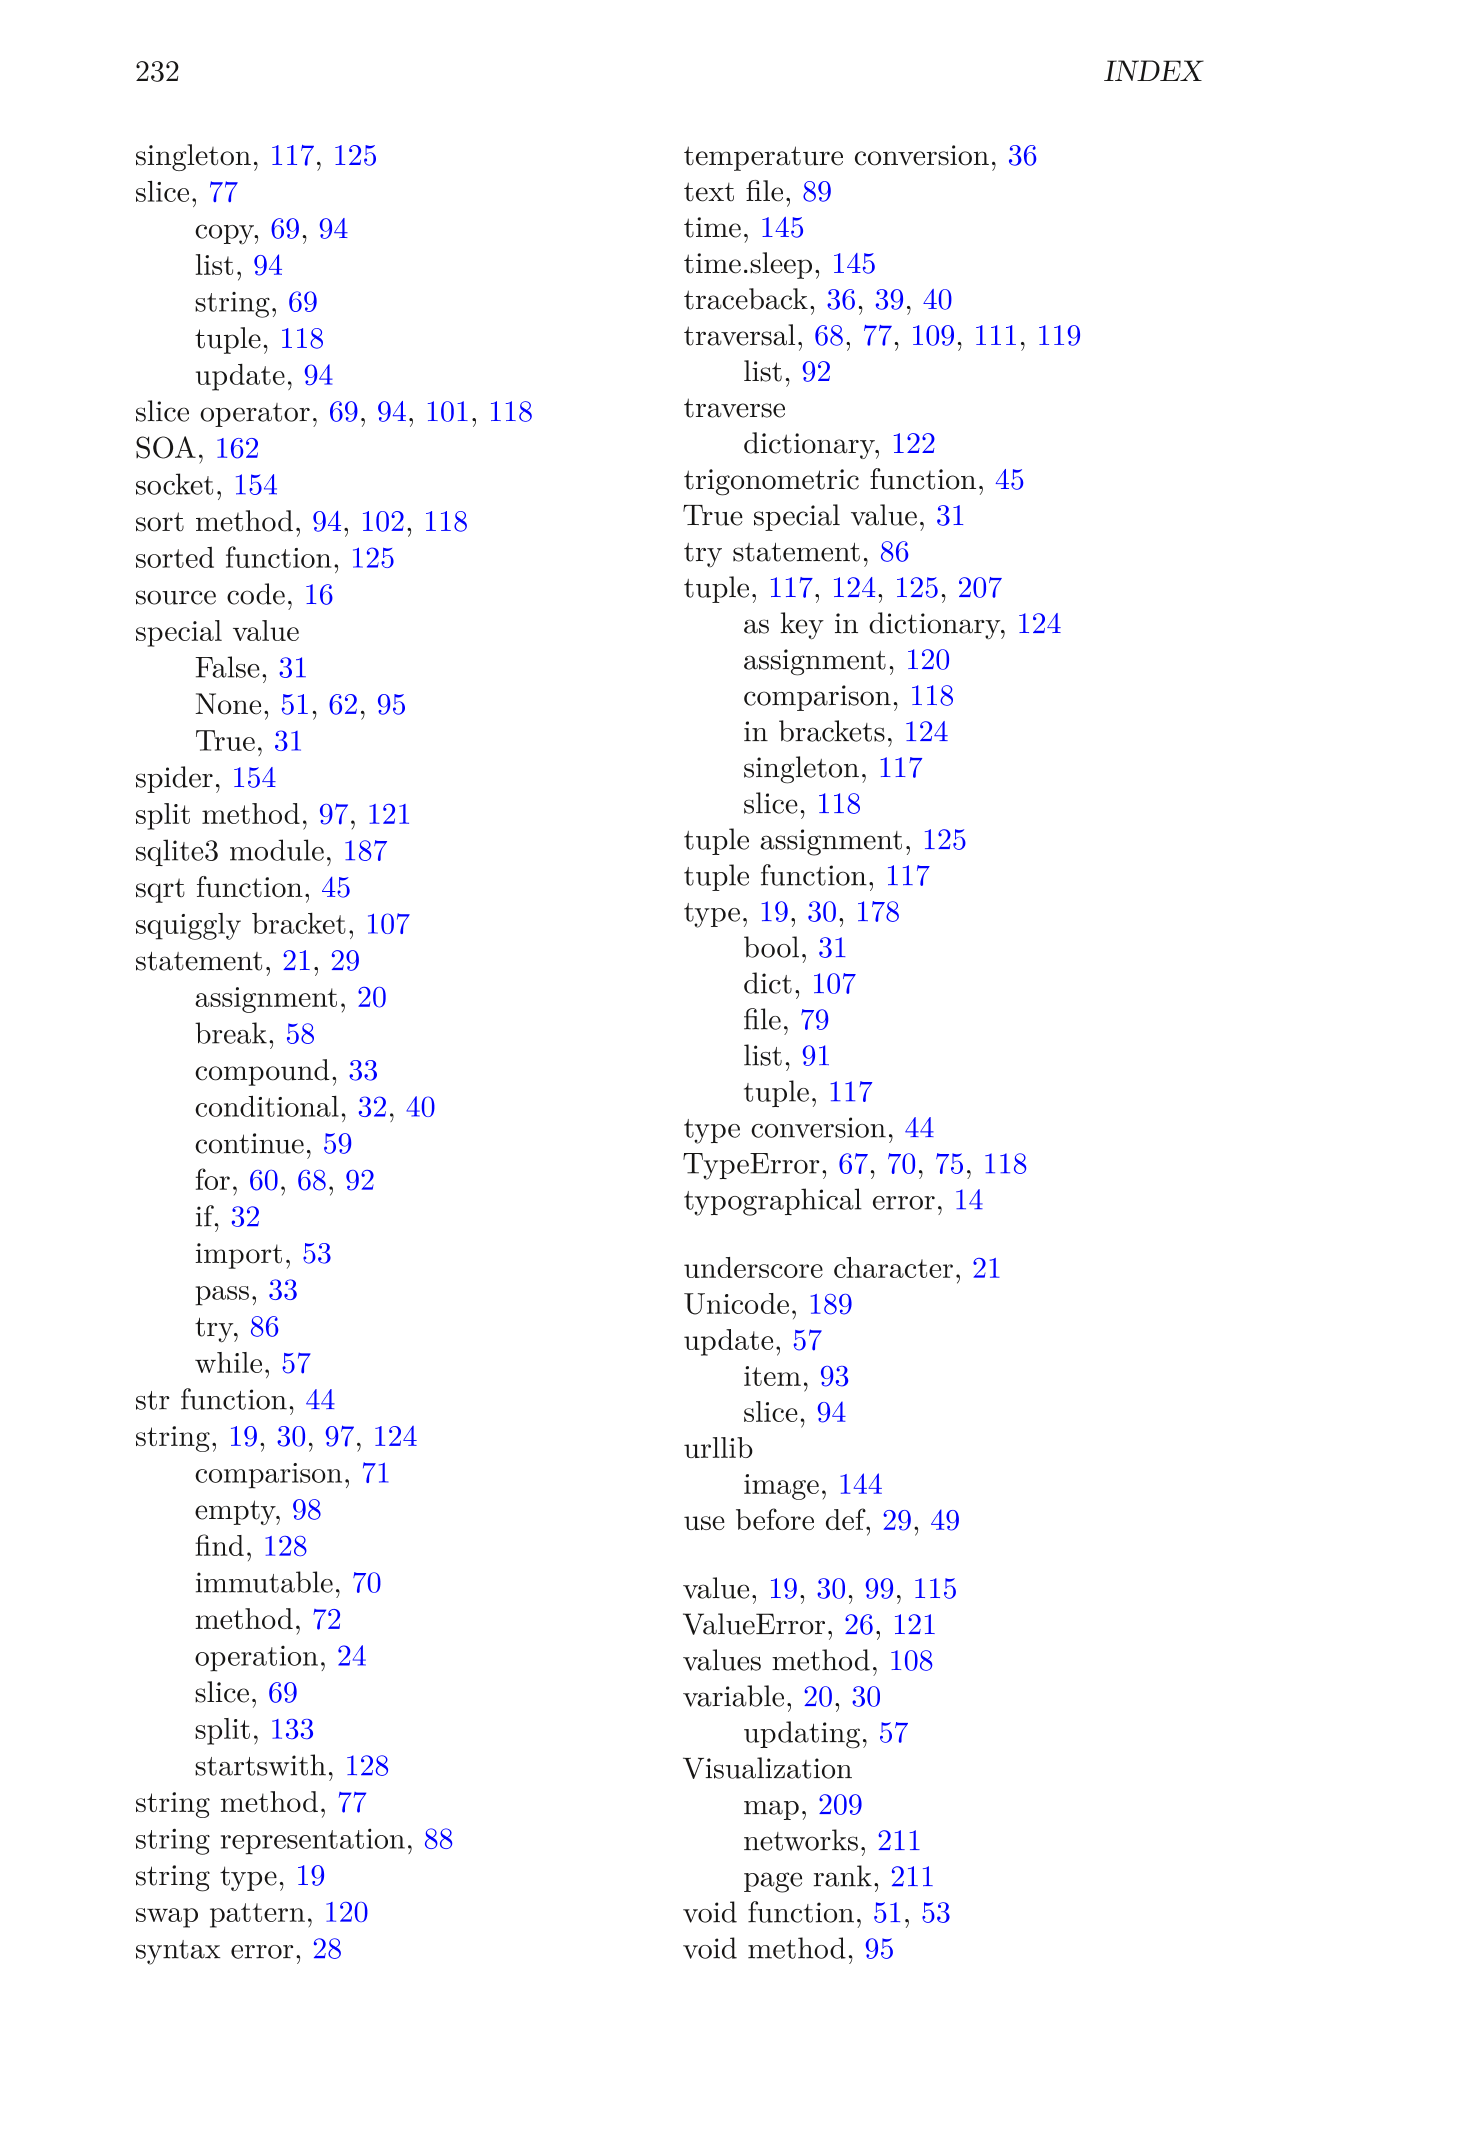 232
INDEX
singleton, 117, 125
slice, 77
copy, 69, 94
list, 94
string, 69
tuple, 118
update, 94
slice operator, 69, 94, 101, 118
SOA, 162
socket, 154
sort method, 94, 102, 118
sorted function, 125
source code, 16
special value
False, 31
None, 51, 62, 95
True, 31
spider, 154
split method, 97, 121
sqlite3 module, 187
sqrt function, 45
squiggly bracket, 107
statement, 21, 29
assignment, 20
break, 58
compound, 33
conditional, 32, 40
continue, 59
for, 60, 68, 92
if, 32
import, 53
pass, 33
try, 86
while, 57
str function, 44
string, 19, 30, 97, 124
comparison, 71
empty, 98
find, 128
immutable, 70
method, 72
operation, 24
slice, 69
split, 133
startswith, 128
string method, 77
string representation, 88
string type, 19
swap pattern, 120
syntax error, 28
temperature conversion, 36
text file, 89
time, 145
time.sleep, 145
traceback, 36, 39, 40
traversal, 68, 77, 109, 111, 119
list, 92
traverse
dictionary, 122
trigonometric function, 45
True special value, 31
try statement, 86
tuple, 117, 124, 125, 207
as key in dictionary, 124
assignment, 120
comparison, 118
in brackets, 124
singleton, 117
slice, 118
tuple assignment, 125
tuple function, 117
type, 19, 30, 178
bool, 31
dict, 107
file, 79
list, 91
tuple, 117
type conversion, 44
TypeError, 67, 70, 75, 118
typographical error, 14
underscore character, 21
Unicode, 189
update, 57
item, 93
slice, 94
urllib
image, 144
use before def, 29, 49
value, 19, 30, 99, 115
ValueError, 26, 121
values method, 108
variable, 20, 30
updating, 57
Visualization
map, 209
networks, 211
page rank, 211
void function, 51, 53
void method, 95